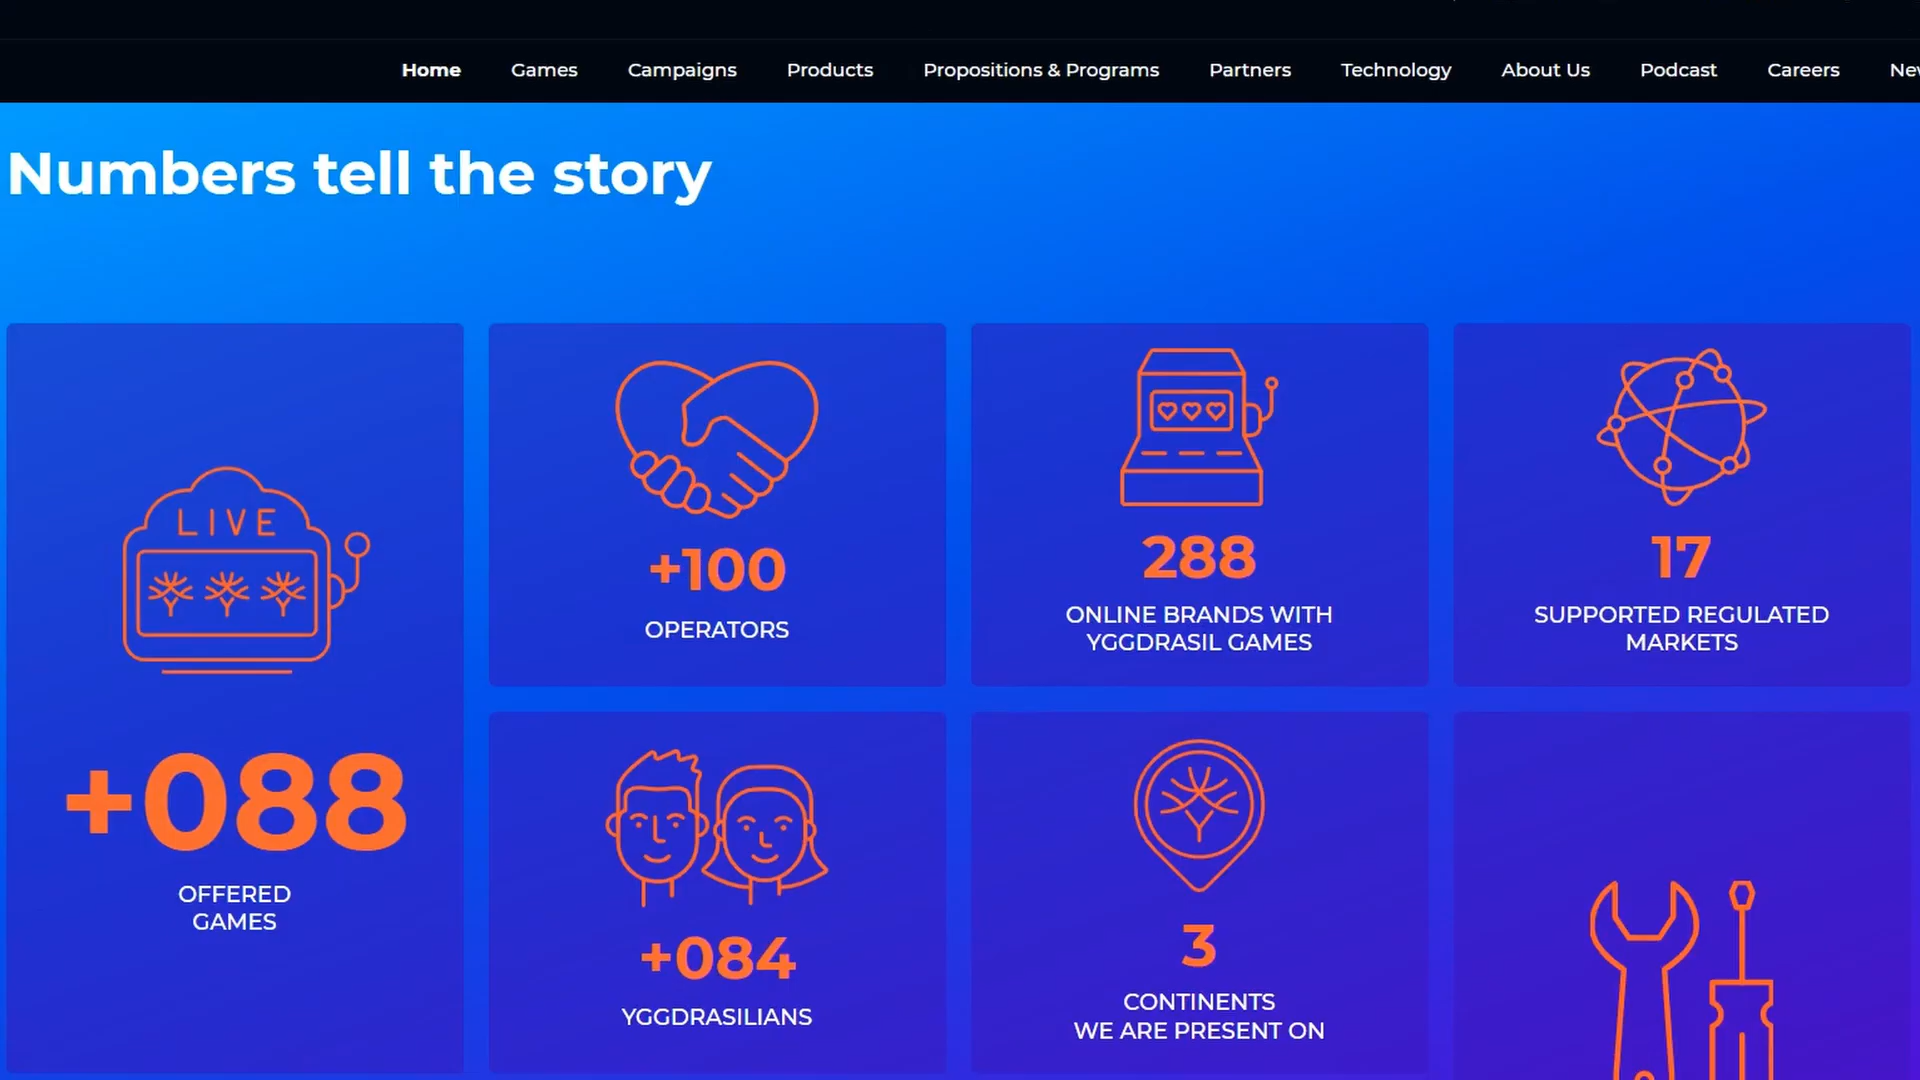 Home Games Campaigns Products Propositions & Programs Partners Technology About Us Podcast Careers
Numbers tell the story
LIVE
+088
OFFERED
GAMES
+100
OPERATORS
288
ONLINE BRANDS WITH
YGGDRASIL GAMES
17
SUPPORTED REGULATED
MARKETS
+084
YGGDRASILIANS
3
CONTINENTS
WE ARE PRESENT ON